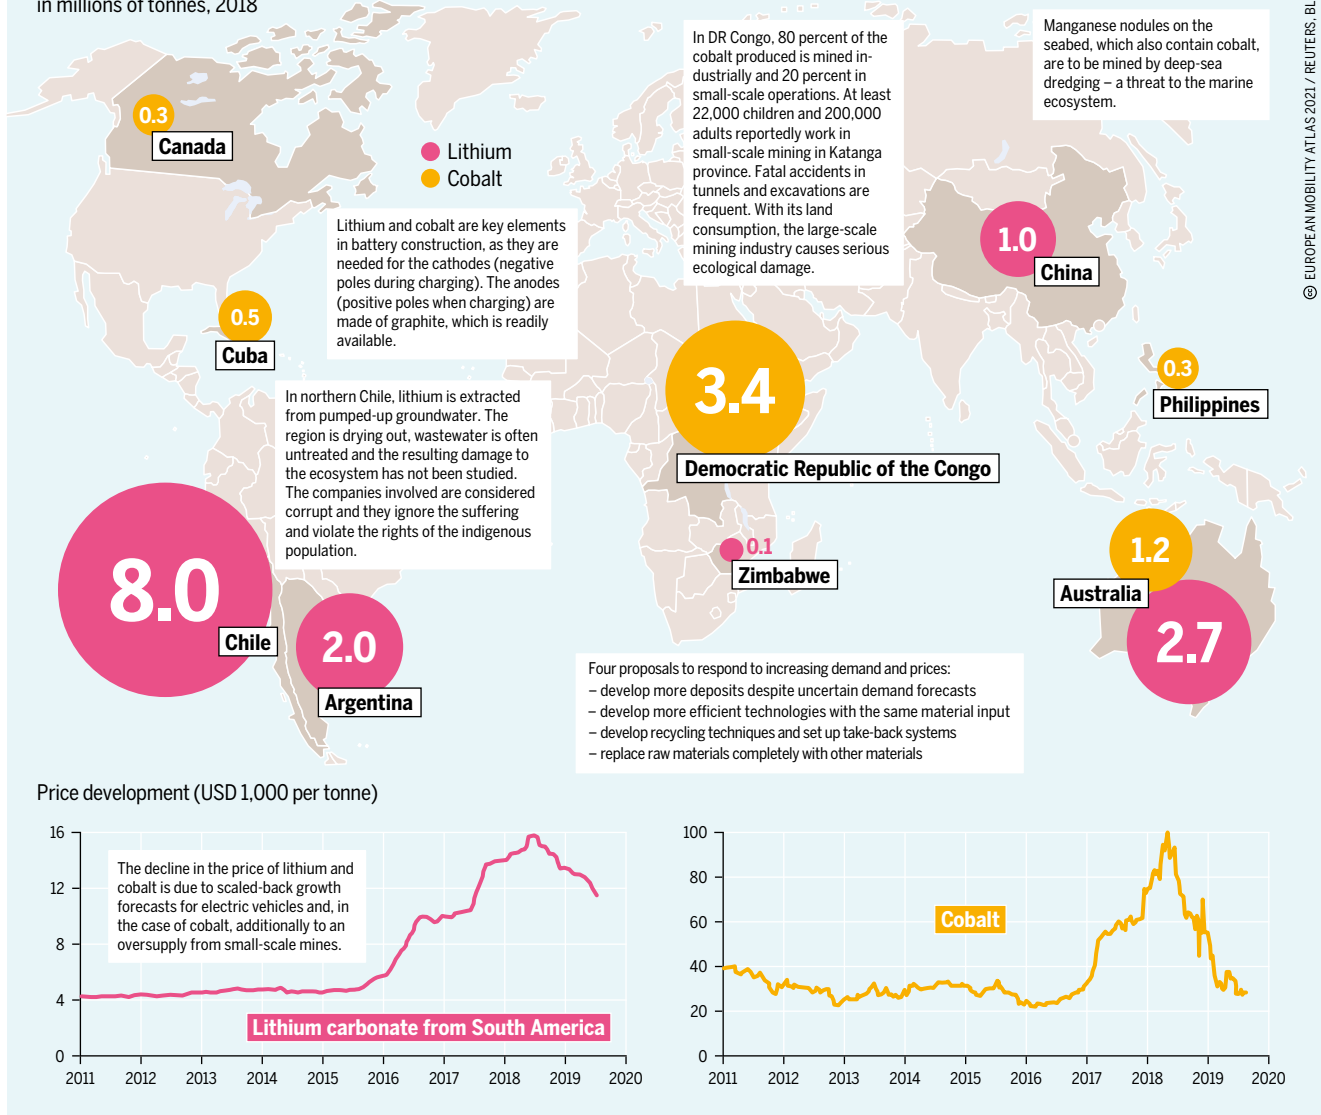 in millions of tonnes, 2018
In DR Congo, 80 percent of the
cobalt produced is mined in-
dustrially and 20 percent in
small-scale operations. At least
22,000 children and 200,000
adults reportedly work in
small-scale mining in Katanga
province. Fatal accidents in
tunnels and excavations are
frequent. With its land
consumption, the large-scale
mining industry causes serious
ecological damage.
Manganese nodules on the
seabed, which also contain cobalt,
are to be mined by deep-sea
dredging – a threat to the marine
ecosystem.
EUROPEAN MOBILITY ATLAS 2021 / REUTERS, BL
0.3
Canada
Lithium
Cobalt
Lithium and cobalt are key elements
in battery construction, as they are
needed for the cathodes (negative
poles during charging). The anodes
(positive poles when charging) are
made of graphite, which is readily
available.
1.0
China
0.5
Cuba
3.4
Democratic Republic of the Congo
0.3
Philippines
In northern Chile, lithium is extracted
from pumped-up groundwater. The
region is drying out, wastewater is often
untreated and the resulting damage to
the ecosystem has not been studied.
The companies involved are considered
corrupt and they ignore the suffering
and violate the rights of the indigenous
population.
8.0
Chile
2.0
Argentina
0.1
Zimbabwe
1.2
Australia
2.7
Four proposals to respond to increasing demand and prices:
– develop more deposits despite uncertain demand forecasts
– develop more efficient technologies with the same material input
– develop recycling techniques and set up take-back systems
– replace raw materials completely with other materials
Price development (USD 1,000 per tonne)
16
12
8
4
0
The decline in the price of lithium and
cobalt is due to scaled-back growth
forecasts for electric vehicles and, in
the case of cobalt, additionally to an
oversupply from small-scale mines.
Lithium carbonate from South America
2011 2012 2013 2014 2015 2016 2017 2018 2019 2020
100
80
60
40
20
0
Cobalt
2011 2012 2013 2014 2015 2016 2017 2018 2019 2020